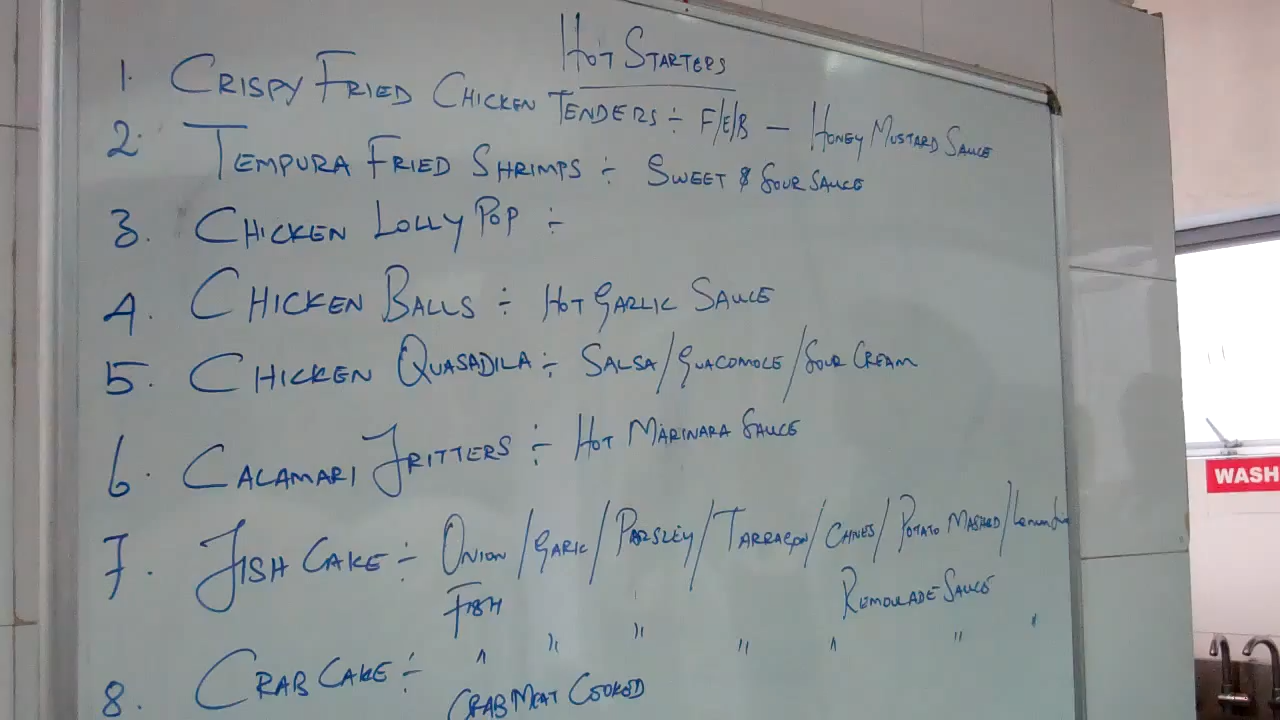 HOT STARTERS
1. CRISPY FRIED CHICKEN TENDERS ÷ F/E/B — HONEY MUSTARD SAUCE
2. TEMPURA FRIED SHRIMPS ÷ SWEET & SOUR SAUCE
3. CHICKEN LOLLY POP ÷
4. CHICKEN BALLS ÷ HOT GARLIC SAUCE
5. CHICKEN QUASADILA ÷ SALSA/GUACOMOLE/SOUR CREAM
6. CALAMARI FRITTERS ÷ HOT MARINARA SAUCE
7. FISH CAKE ÷ ONION/GARIC/PARSLEY/TARRAGON/CHIVES/POTATO MASHED/
FISH REMOULADE SAUCE
" " " " " " "
8. CRAB CAKE ÷
CRAB MEAT COOKED
WASH